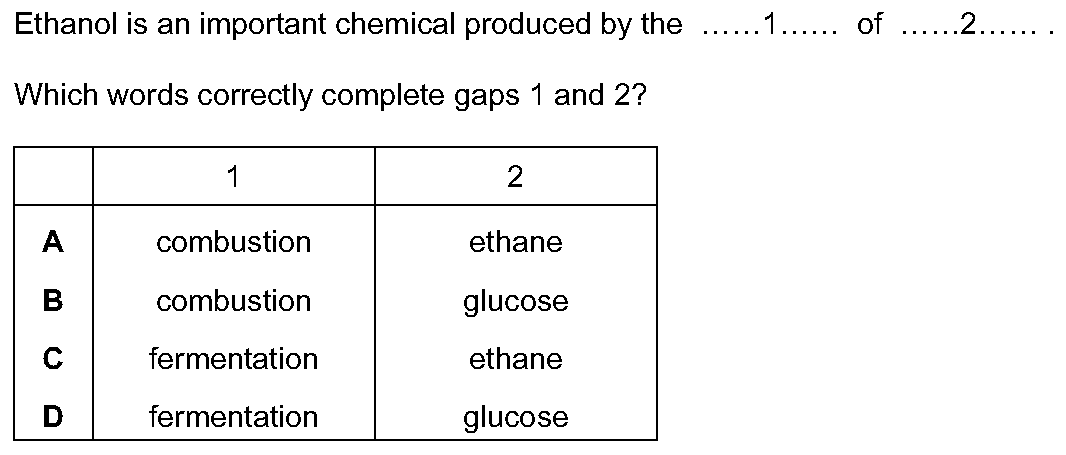 Ethanol is an important chemical produced by the ......1...... of ......2...... .
Which words correctly complete gaps 1 and 2?
1 2
A combustion ethane
B combustion glucose
C fermentation ethane
D fermentation glucose